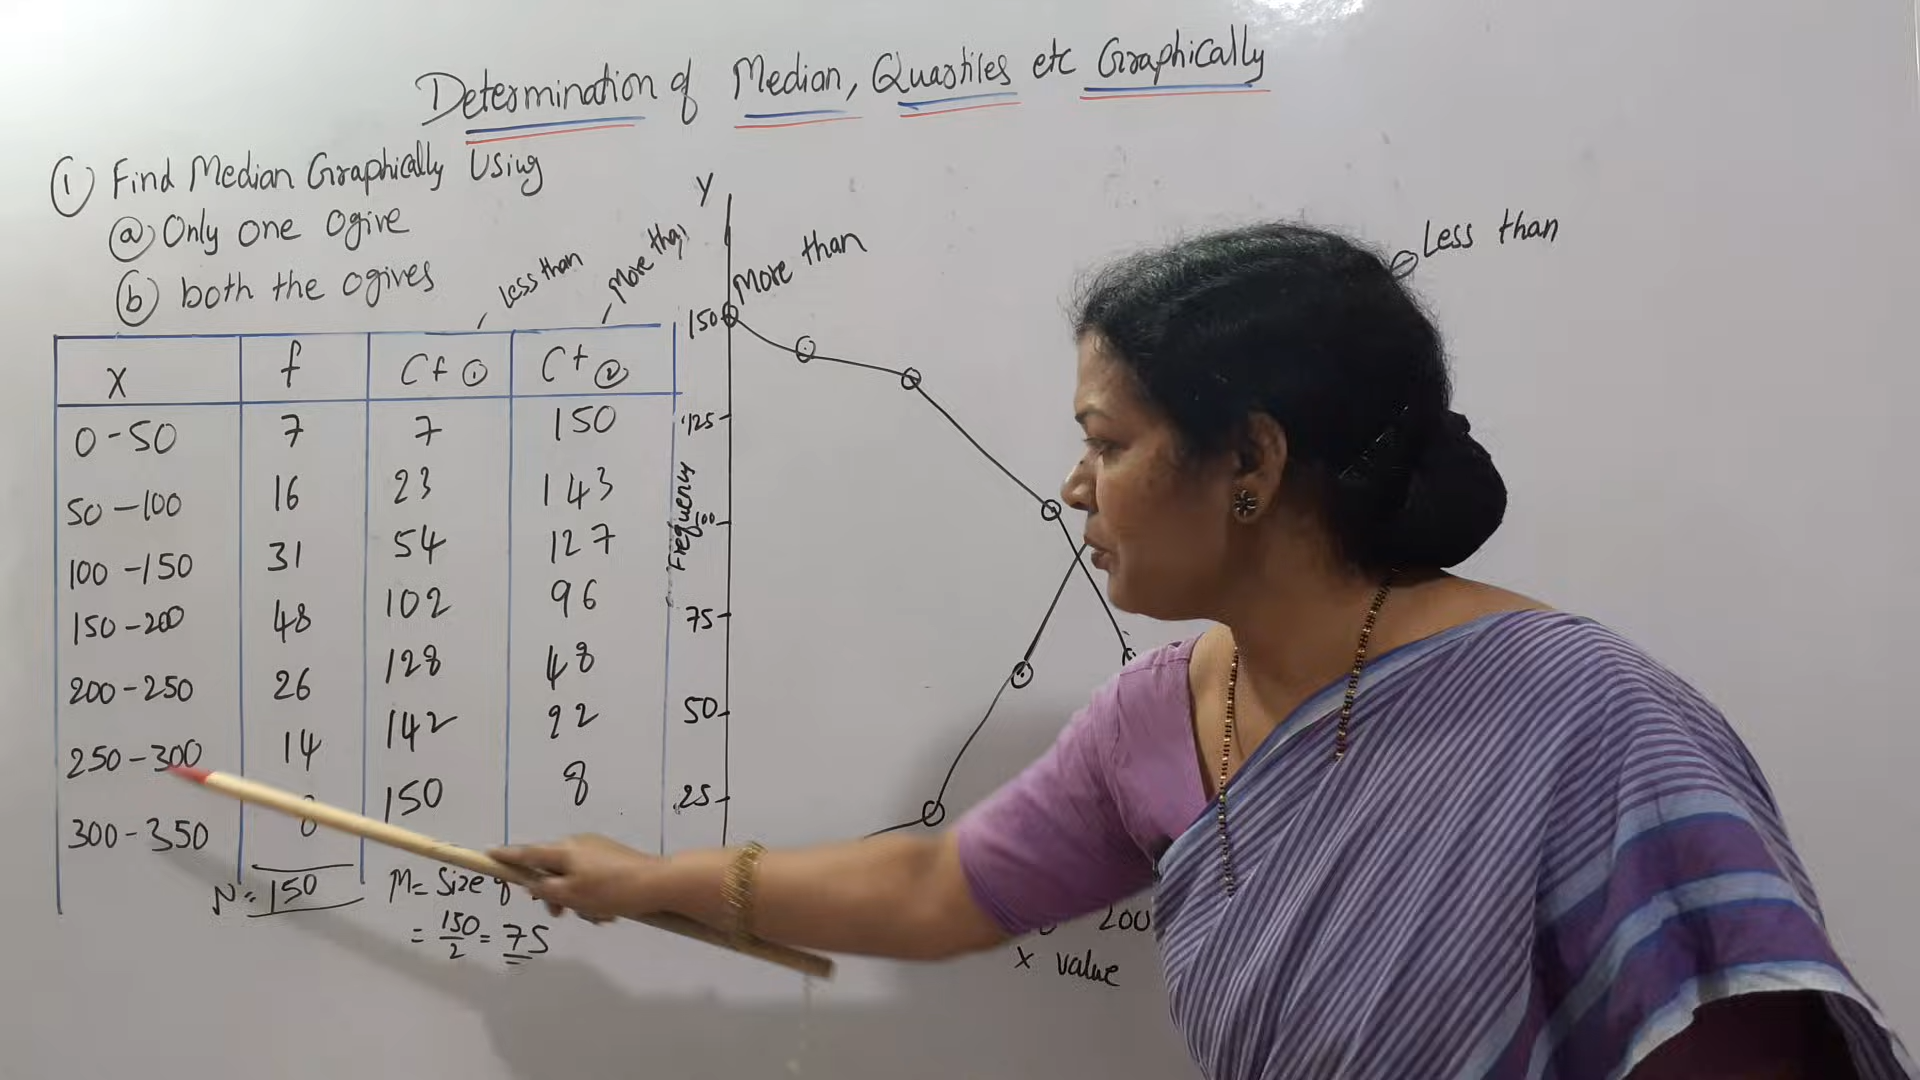 Determination of Median, Quartiles etc Graphically
① Find Median Graphically Using
ⓐ Only one Ogive
ⓑ both the ogives
Less than
More than
X f Cf ① Cf ②
0-50 7 7 150
50-100 16 23 143
100-150 31 54 127
150-200 48 102 96
200-250 26 128 48
250-300 14 142 22
300-350 150 8
N = 150
M = Size of
= 150/2 = 75
Y
More than
Less than
150
125
100
75
50
25
Frequency
200
X value